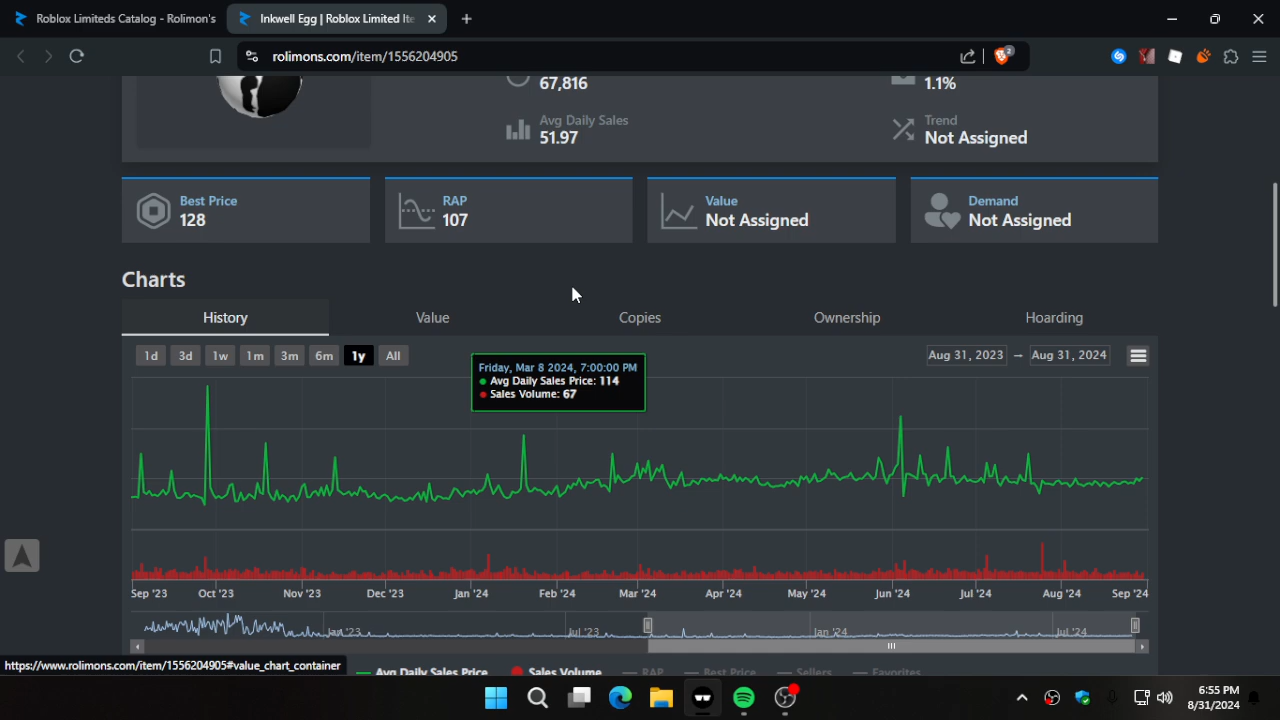 Roblox Limiteds Catalog - Rolimon's
Inkwell Egg | Roblox Limited Ite
rolimons.com/item/1556204905
2
67,816
1.1%
Avg Daily Sales
51.97
Trend
Not Assigned
Best Price
128
RAP
107
Value
Not Assigned
Demand
Not Assigned
Charts
History
Value
Copies
Ownership
Hoarding
1d 3d 1w 1m 3m 6m 1y All
Aug 31, 2023 → Aug 31, 2024
Friday, Mar 8 2024, 7:00:00 PM
Avg Daily Sales Price: 114
Sales Volume: 67
Sep '23 Oct '23 Nov '23 Dec '23 Jan '24 Feb '24 Mar '24 Apr '24 May '24 Jun '24 Jul '24 Aug '24 Sep '24
Jan '23 Jul '23 Jan '24 Jul '24
Avg Daily Sales Price Sales Volume RAP Best Price Sellers Favorites
https://www.rolimons.com/item/1556204905#value_chart_container
6:55 PM
8/31/2024